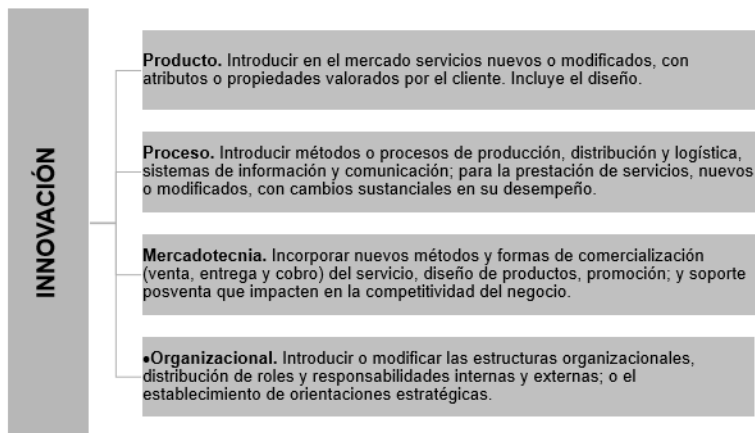 INNOVACIÓN
Producto. Introducir en el mercado servicios nuevos o modificados, con
atributos o propiedades valorados por el cliente. Incluye el diseño.
Proceso. Introducir métodos o procesos de producción, distribución y logística,
sistemas de información y comunicación; para la prestación de servicios, nuevos
o modificados, con cambios sustanciales en su desempeño.
Mercadotecnia. Incorporar nuevos métodos y formas de comercialización
(venta, entrega y cobro) del servicio, diseño de productos, promoción; y soporte
posventa que impacten en la competitividad del negocio.
•Organizacional. Introducir o modificar las estructuras organizacionales,
distribución de roles y responsabilidades internas y externas; o el
establecimiento de orientaciones estratégicas.